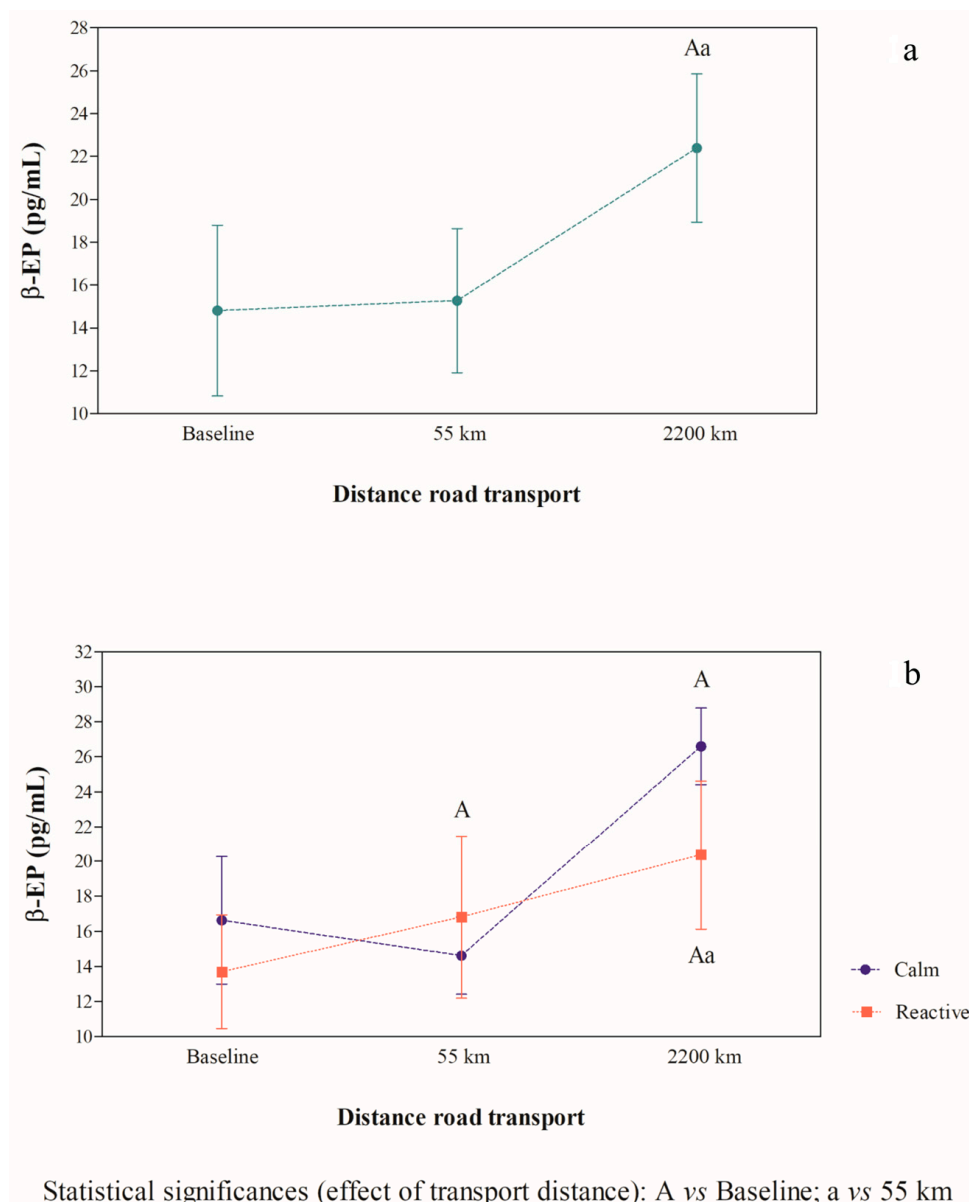 28
26
24
22
20
18
16
14
12
10
β-EP (pg/mL)
Aa
a
Baseline 55 km 2200 km
Distance road transport
32
30
28
26
24
22
20
18
16
14
12
10
β-EP (pg/mL)
A
A
Aa
b
Calm
Reactive
Baseline 55 km 2200 km
Distance road transport
Statistical significances (effect of transport distance): A vs Baseline; a vs 55 km